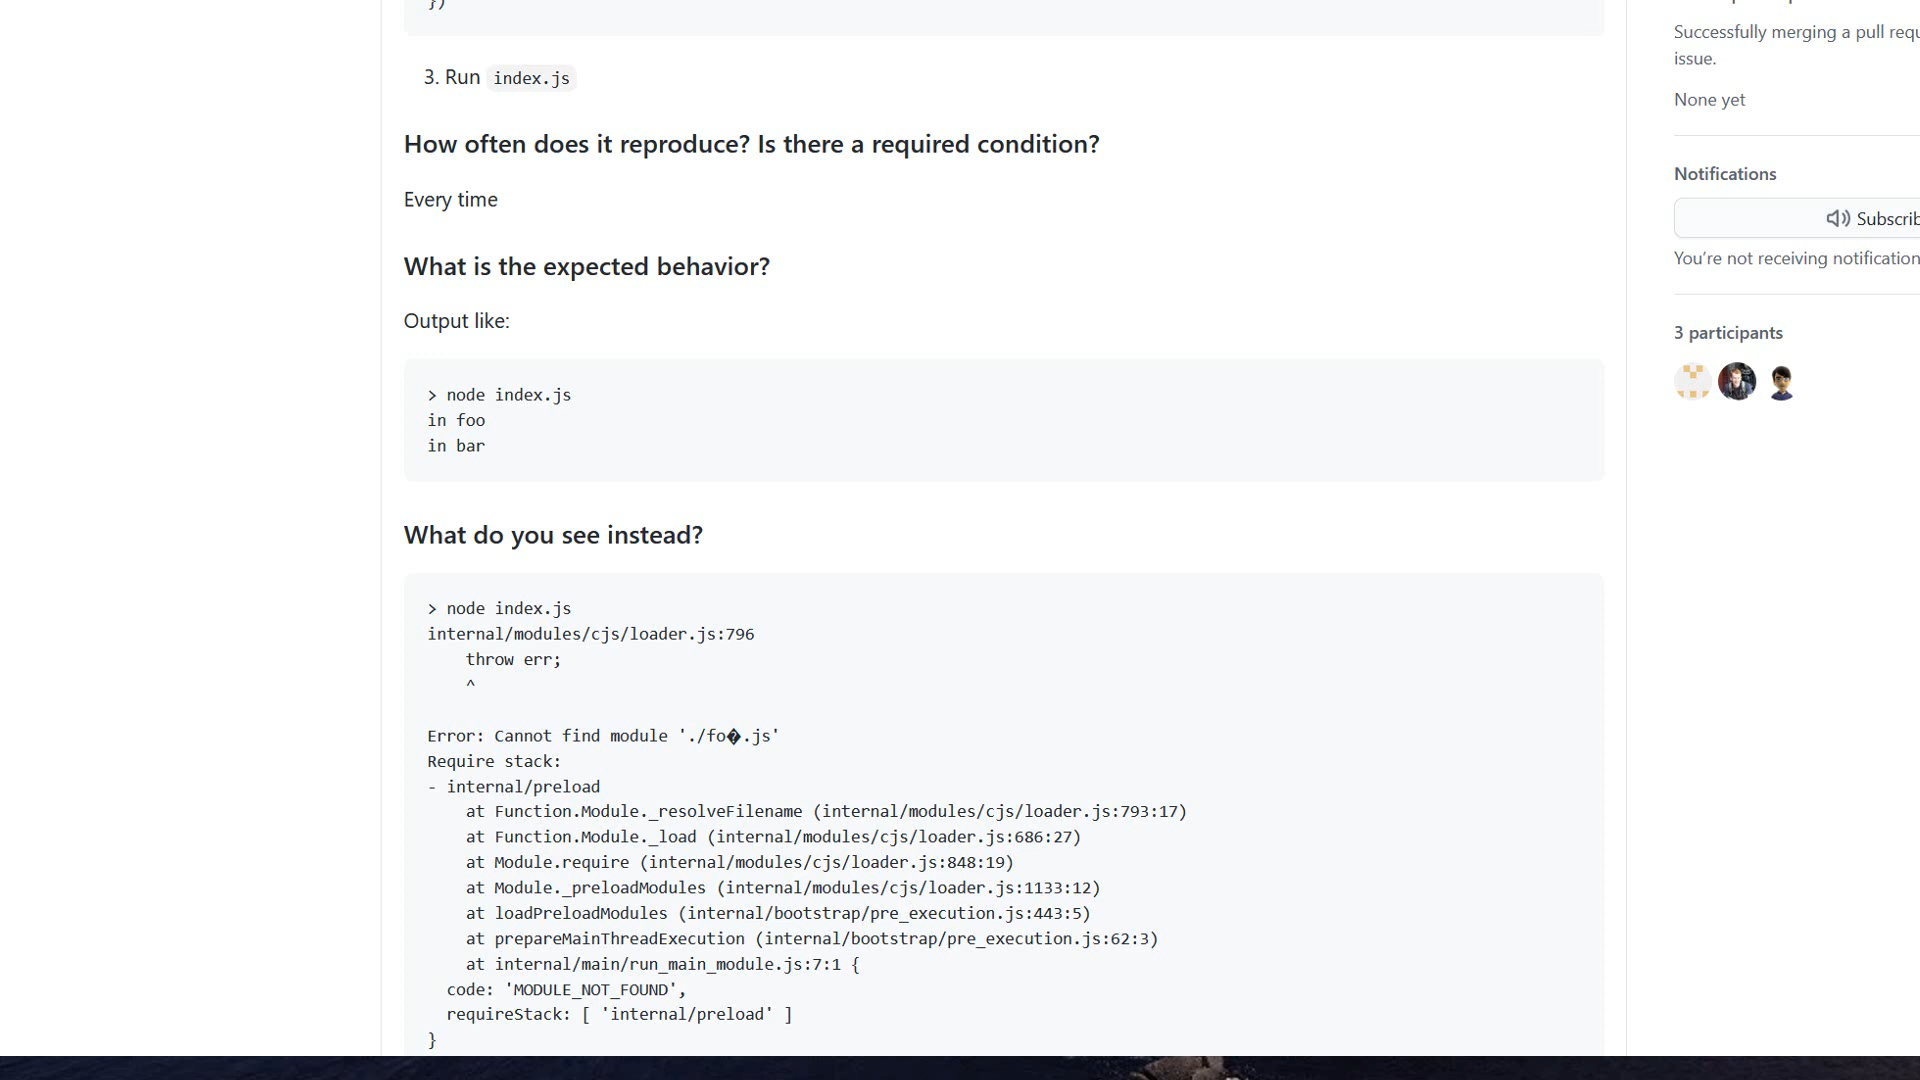 })
3. Run index.js
How often does it reproduce? Is there a required condition?
Every time
What is the expected behavior?
Output like:
> node index.js
in foo
in bar
What do you see instead?
> node index.js
internal/modules/cjs/loader.js:796
    throw err;
    ^
Error: Cannot find module './fo�.js'
Require stack:
- internal/preload
    at Function.Module._resolveFilename (internal/modules/cjs/loader.js:793:17)
    at Function.Module._load (internal/modules/cjs/loader.js:686:27)
    at Module.require (internal/modules/cjs/loader.js:848:19)
    at Module._preloadModules (internal/modules/cjs/loader.js:1133:12)
    at loadPreloadModules (internal/bootstrap/pre_execution.js:443:5)
    at prepareMainThreadExecution (internal/bootstrap/pre_execution.js:62:3)
    at internal/main/run_main_module.js:7:1 {
  code: 'MODULE_NOT_FOUND',
  requireStack: [ 'internal/preload' ]
}
Successfully merging a pull requ
issue.
None yet
Notifications
Subscrib
You're not receiving notification
3 participants